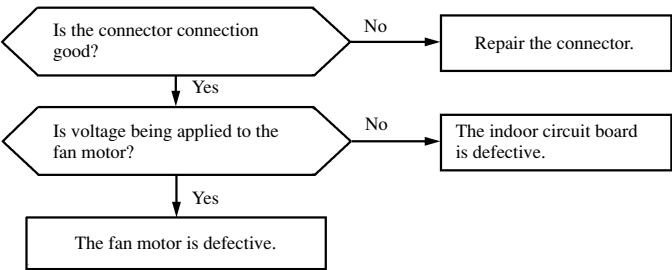 Is the connector connection
good?
No
Repair the connector.
Yes
Is voltage being applied to the
fan motor?
No
The indoor circuit board
is defective.
Yes
The fan motor is defective.